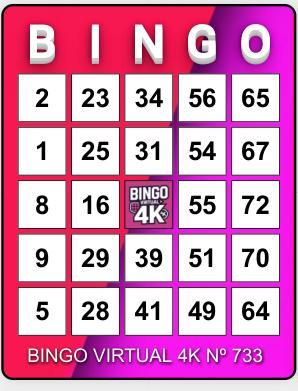 BINGO
2 23 34 56 65
1 25 31 54 67
8 16 BINGO VIRTUAL 4K 55 72
9 29 39 51 70
5 28 41 49 64
BINGO VIRTUAL 4K Nº 733